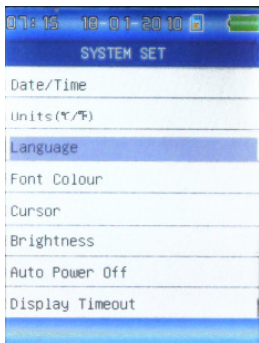 07:15 18-01-2010
SYSTEM SET
Date/Time
Units(℃/℉)
Language
Font Colour
Cursor
Brightness
Auto Power Off
Display Timeout